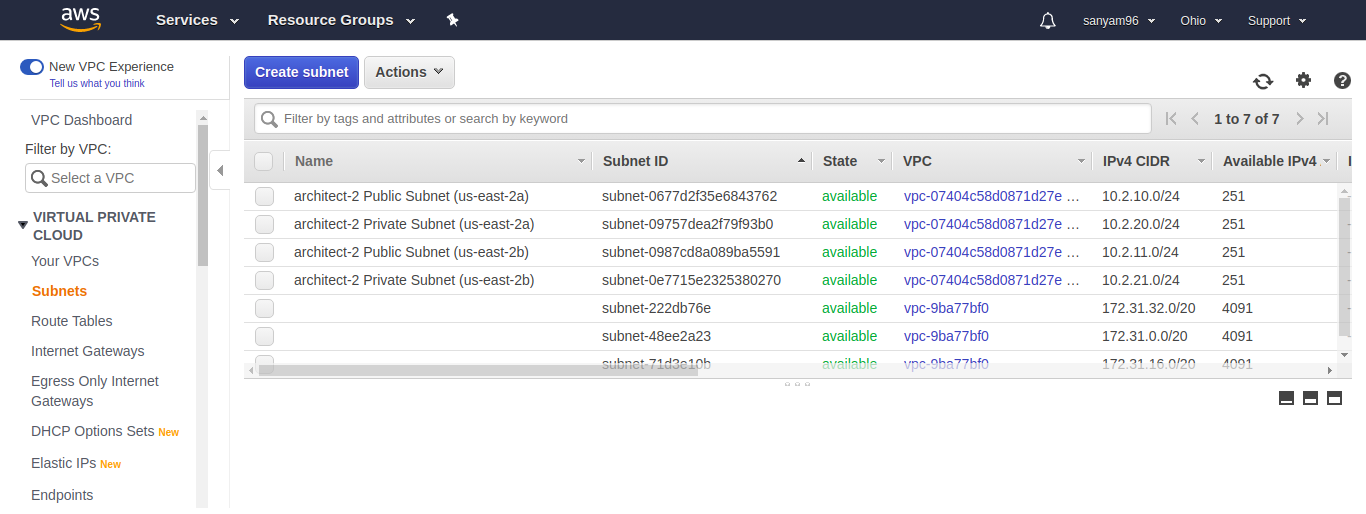 aws Services Resource Groups sanyam96 Ohio Support
New VPC Experience
Tell us what you think
Create subnet Actions
VPC Dashboard
Filter by VPC:
Select a VPC
VIRTUAL PRIVATE
CLOUD
Your VPCs
Subnets
Route Tables
Internet Gateways
Egress Only Internet
Gateways
DHCP Options Sets New
Elastic IPs New
Endpoints
Filter by tags and attributes or search by keyword 1 to 7 of 7
Name Subnet ID State VPC IPv4 CIDR Available IPv4
architect-2 Public Subnet (us-east-2a) subnet-0677d2f35e6843762 available vpc-07404c58d0871d27e ... 10.2.10.0/24 251
architect-2 Private Subnet (us-east-2a) subnet-09757dea2f79f93b0 available vpc-07404c58d0871d27e ... 10.2.20.0/24 251
architect-2 Public Subnet (us-east-2b) subnet-0987cd8a089ba5591 available vpc-07404c58d0871d27e ... 10.2.11.0/24 251
architect-2 Private Subnet (us-east-2b) subnet-0e7715e2325380270 available vpc-07404c58d0871d27e ... 10.2.21.0/24 251
subnet-222db76e available vpc-9ba77bf0 172.31.32.0/20 4091
subnet-48ee2a23 available vpc-9ba77bf0 172.31.0.0/20 4091
subnet-71d3e10b available vpc-9ba77bf0 172.31.16.0/20 4091